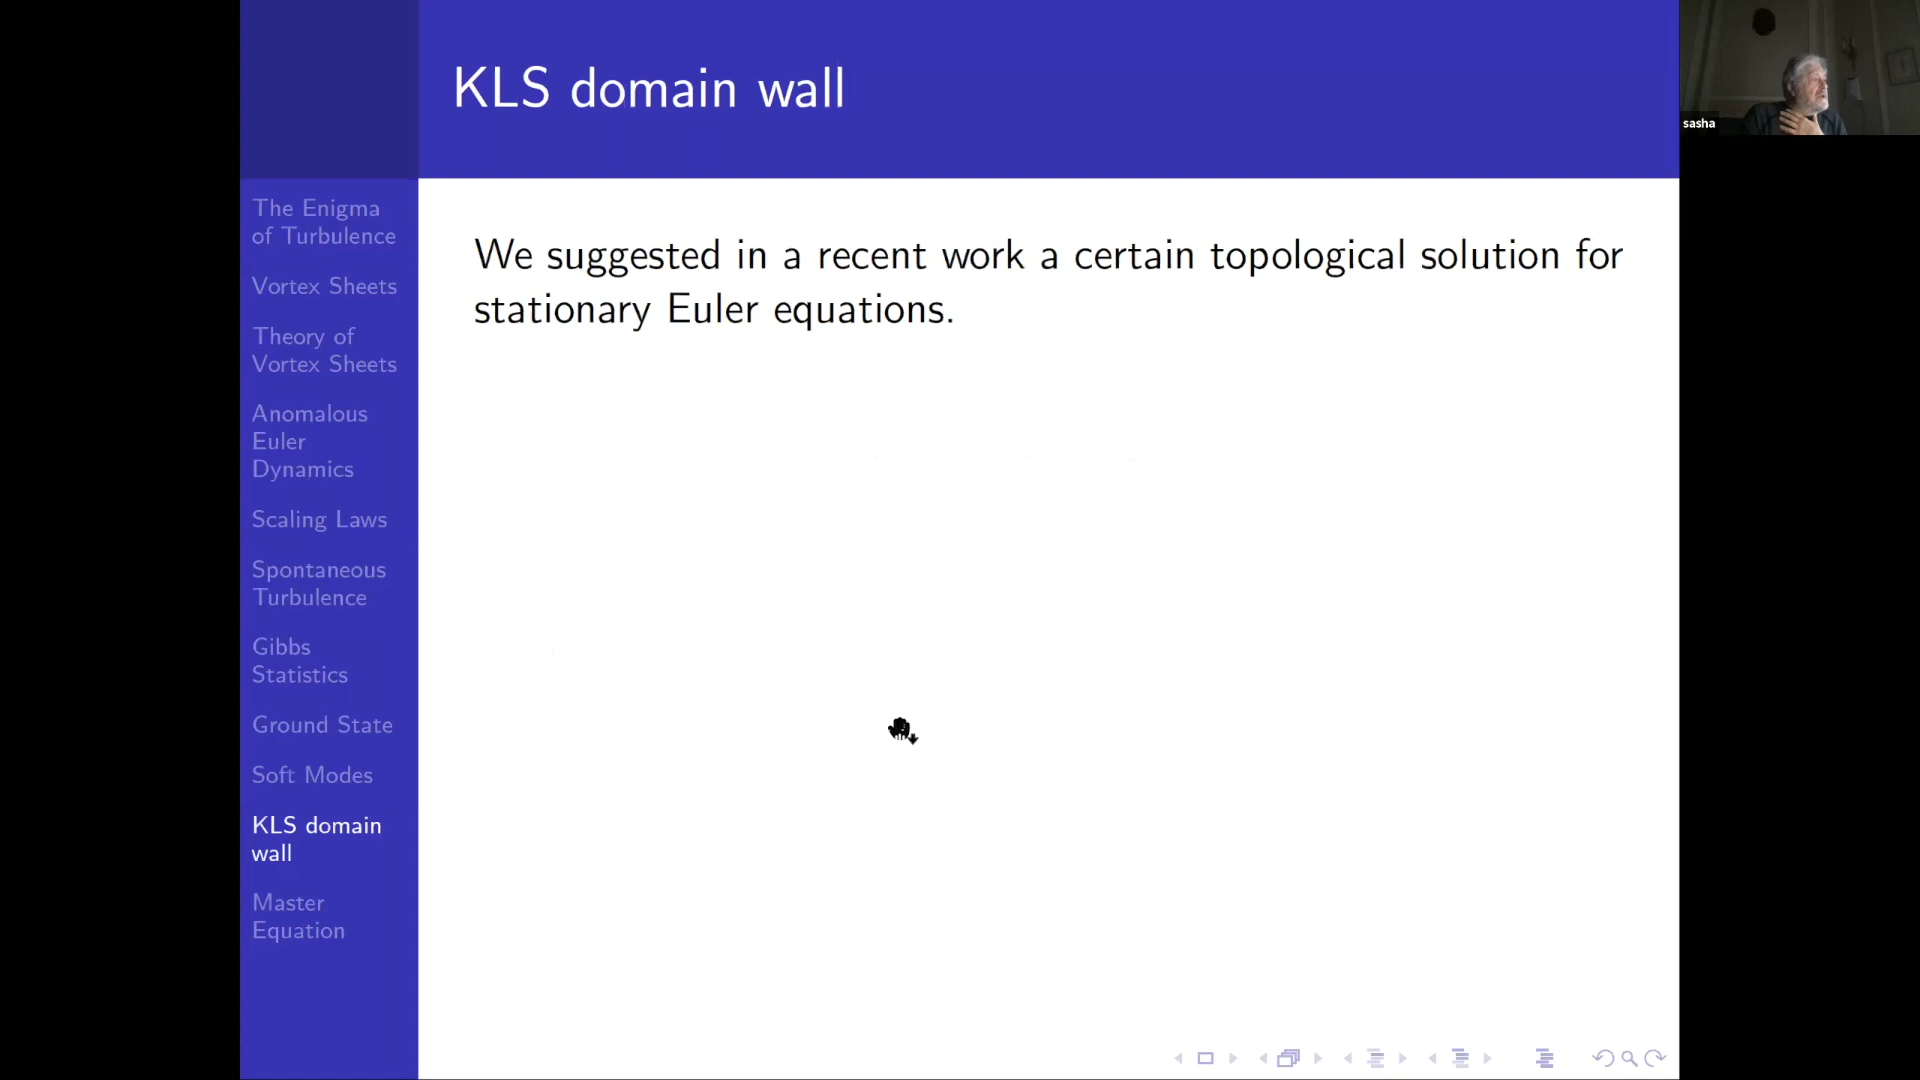 KLS domain wall
sasha
The Enigma
of Turbulence
Vortex Sheets
Theory of
Vortex Sheets
Anomalous
Euler
Dynamics
Scaling Laws
Spontaneous
Turbulence
Gibbs
Statistics
Ground State
Soft Modes
KLS domain
wall
Master
Equation
We suggested in a recent work a certain topological solution for
stationary Euler equations.